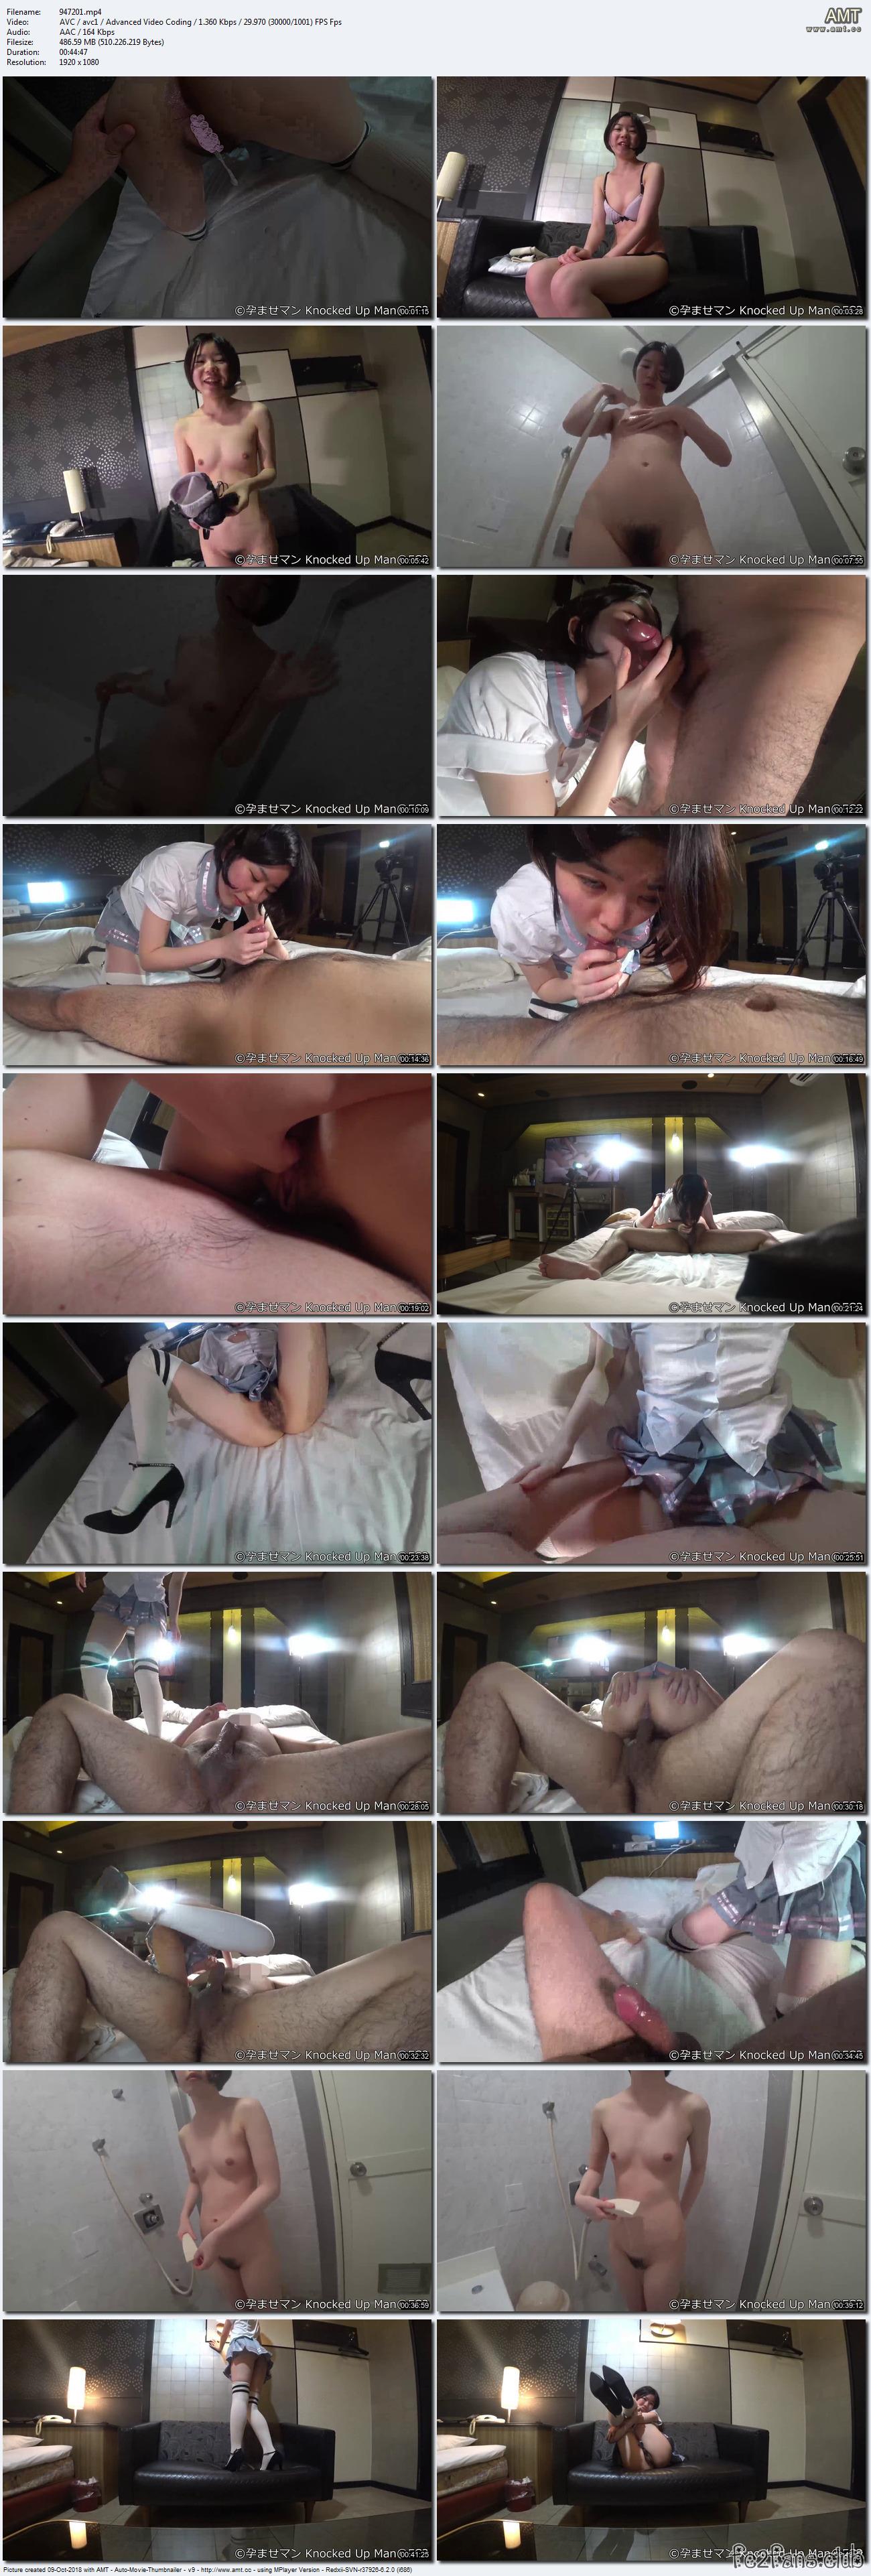 Filename: 947201.mp4
AMT
www.amt.cc
Video: AVC / avc1 / Advanced Video Coding / 1.360 Kbps / 29.970 (30000/1001) FPS Fps
Audio: AAC / 164 Kbps
Filesize: 486.59 MB (510.226.219 Bytes)
Duration: 00:44:47
Resolution: 1920 x 1080
©孕ませマン Knocked Up Man 00:01:15
©孕ませマン Knocked Up Man 00:03:28
©孕ませマン Knocked Up Man 00:05:42
©孕ませマン Knocked Up Man 00:07:55
©孕ませマン Knocked Up Man 00:10:09
©孕ませマン Knocked Up Man 00:12:22
©孕ませマン Knocked Up Man 00:14:36
©孕ませマン Knocked Up Man 00:16:49
©孕ませマン Knocked Up Man 00:19:02
©孕ませマン Knocked Up Man 00:21:24
©孕ませマン Knocked Up Man 00:23:38
©孕ませマン Knocked Up Man 00:25:51
©孕ませマン Knocked Up Man 00:28:05
©孕ませマン Knocked Up Man 00:30:18
©孕ませマン Knocked Up Man 00:32:32
©孕ませマン Knocked Up Man 00:34:45
©孕ませマン Knocked Up Man 00:36:59
©孕ませマン Knocked Up Man 00:39:12
©孕ませマン Knocked Up Man 00:41:25
©孕ませマン Knocked
Picture created 09-Oct-2018 with AMT - Auto-Movie-Thumbnailer - v9 - http://www.amt.cc - using MPlayer Version - Redxii-SVN-r37926-6.2.0 (i686)